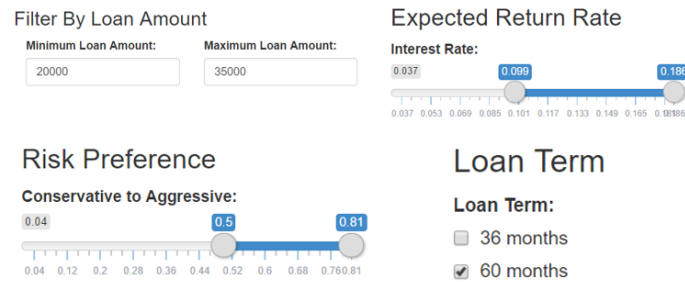 Filter By Loan Amount
Minimum Loan Amount: Maximum Loan Amount:
20000 35000
Expected Return Rate
Interest Rate:
0.037 0.099 0.186
0.037 0.053 0.069 0.085 0.101 0.117 0.133 0.149 0.165
Risk Preference
Conservative to Aggressive:
0.04 0.5 0.81
0.04 0.12 0.2 0.28 0.36 0.44 0.52 0.6 0.68 0.76 0.81
Loan Term
Loan Term:
36 months
60 months